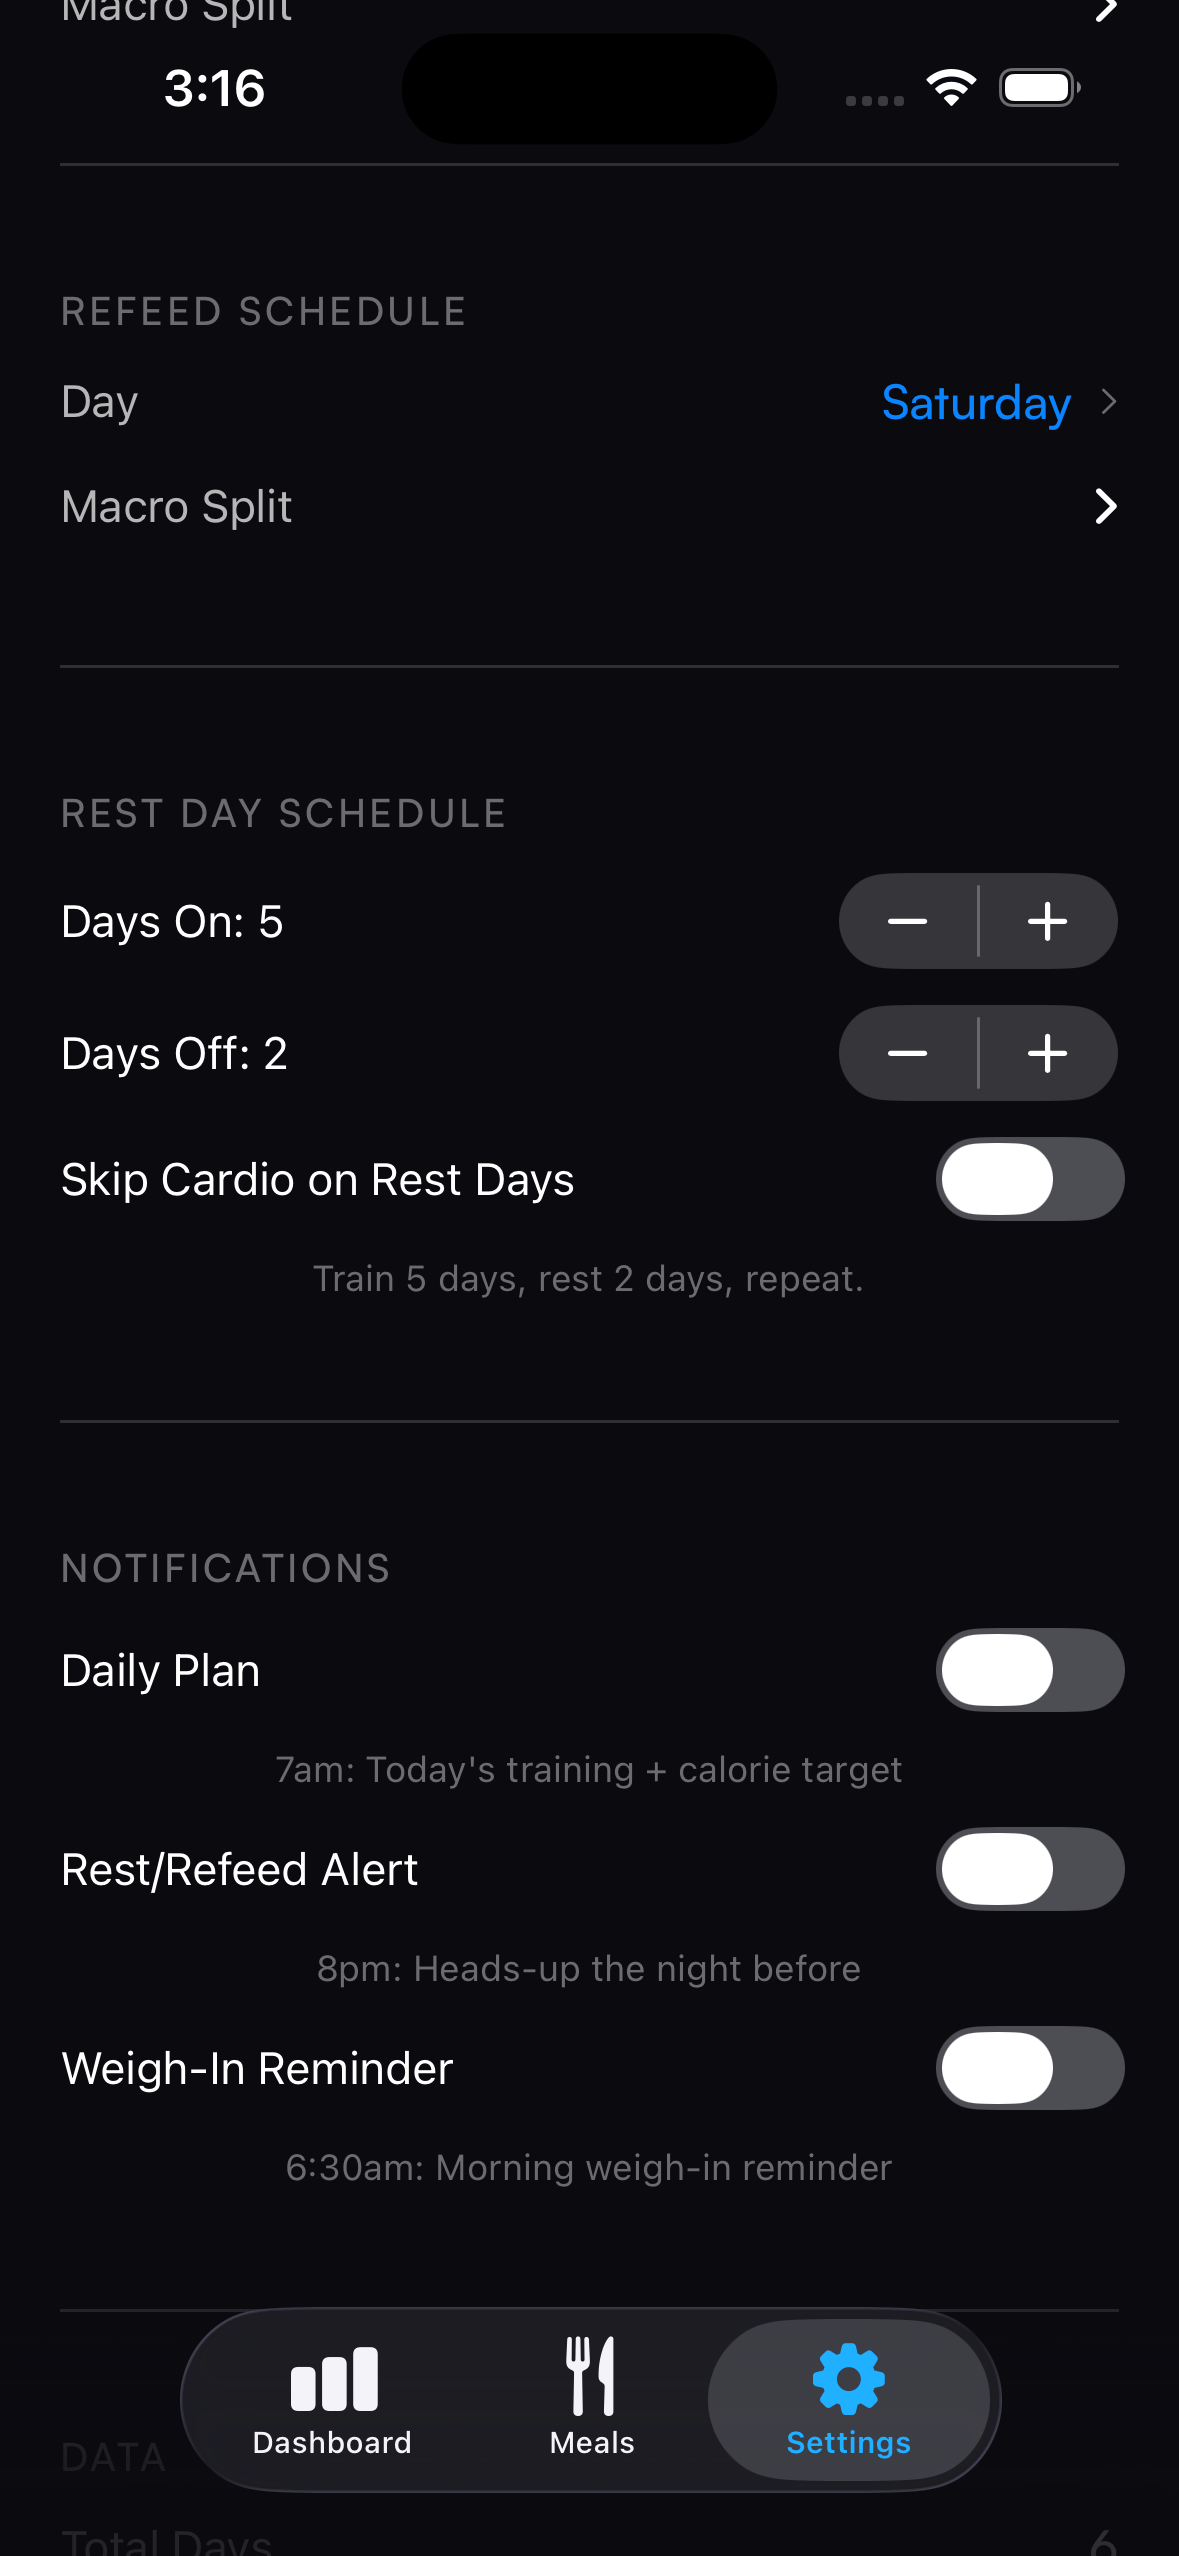 Macro Split
3:16
REFEED SCHEDULE
Day Saturday
Macro Split
REST DAY SCHEDULE
Days On: 5
Days Off: 2
Skip Cardio on Rest Days
Train 5 days, rest 2 days, repeat.
NOTIFICATIONS
Daily Plan
7am: Today's training + calorie target
Rest/Refeed Alert
8pm: Heads-up the night before
Weigh-In Reminder
6:30am: Morning weigh-in reminder
Dashboard Meals Settings
DATA
Total Days 6